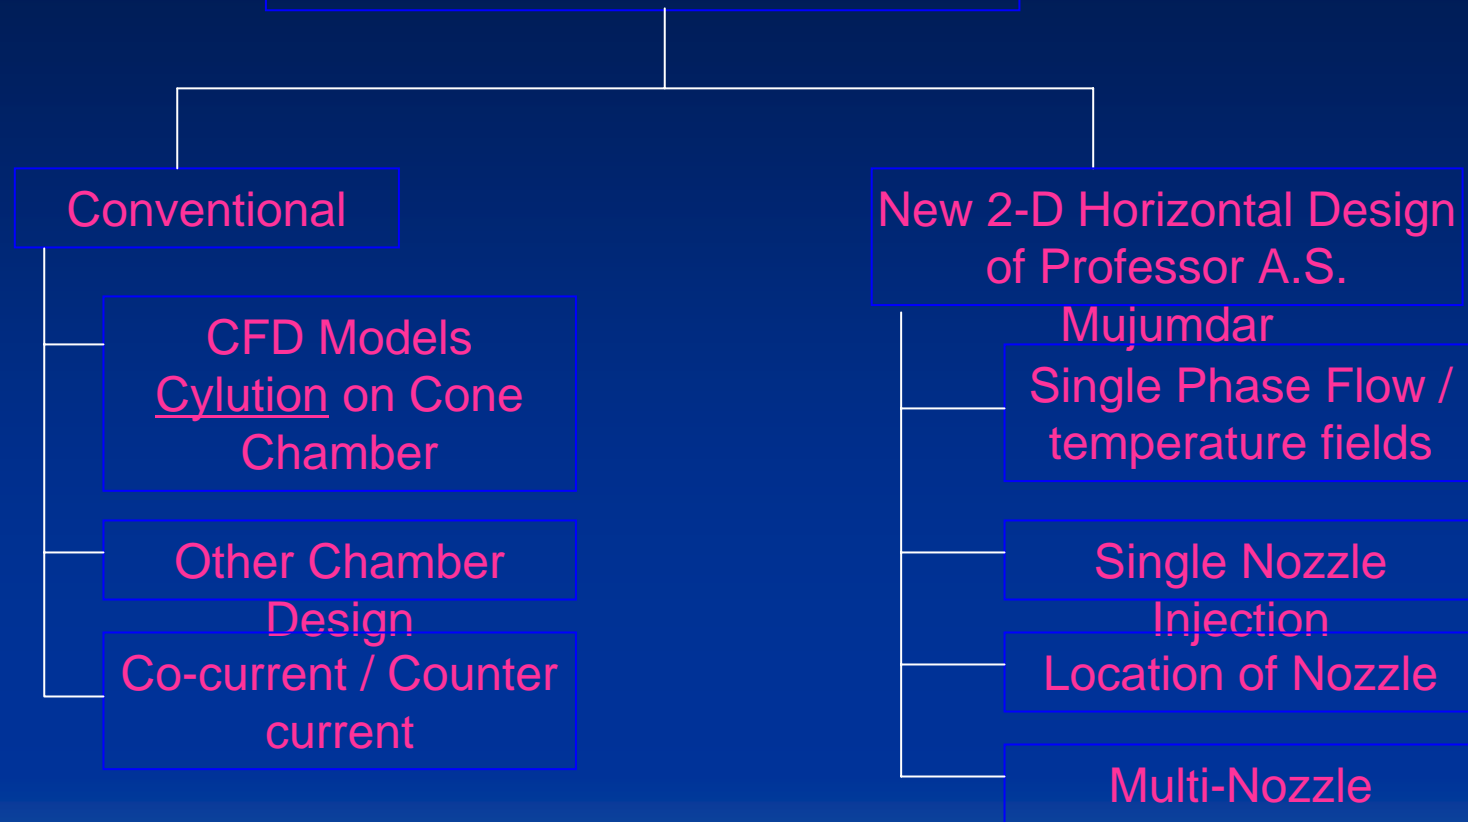 Conventional
CFD Models
Cylution on Cone
Chamber
Other Chamber
Design
Co-current / Counter
current
New 2-D Horizontal Design
of Professor A.S.
Mujumdar
Single Phase Flow /
temperature fields
Single Nozzle
Injection
Location of Nozzle
Multi-Nozzle